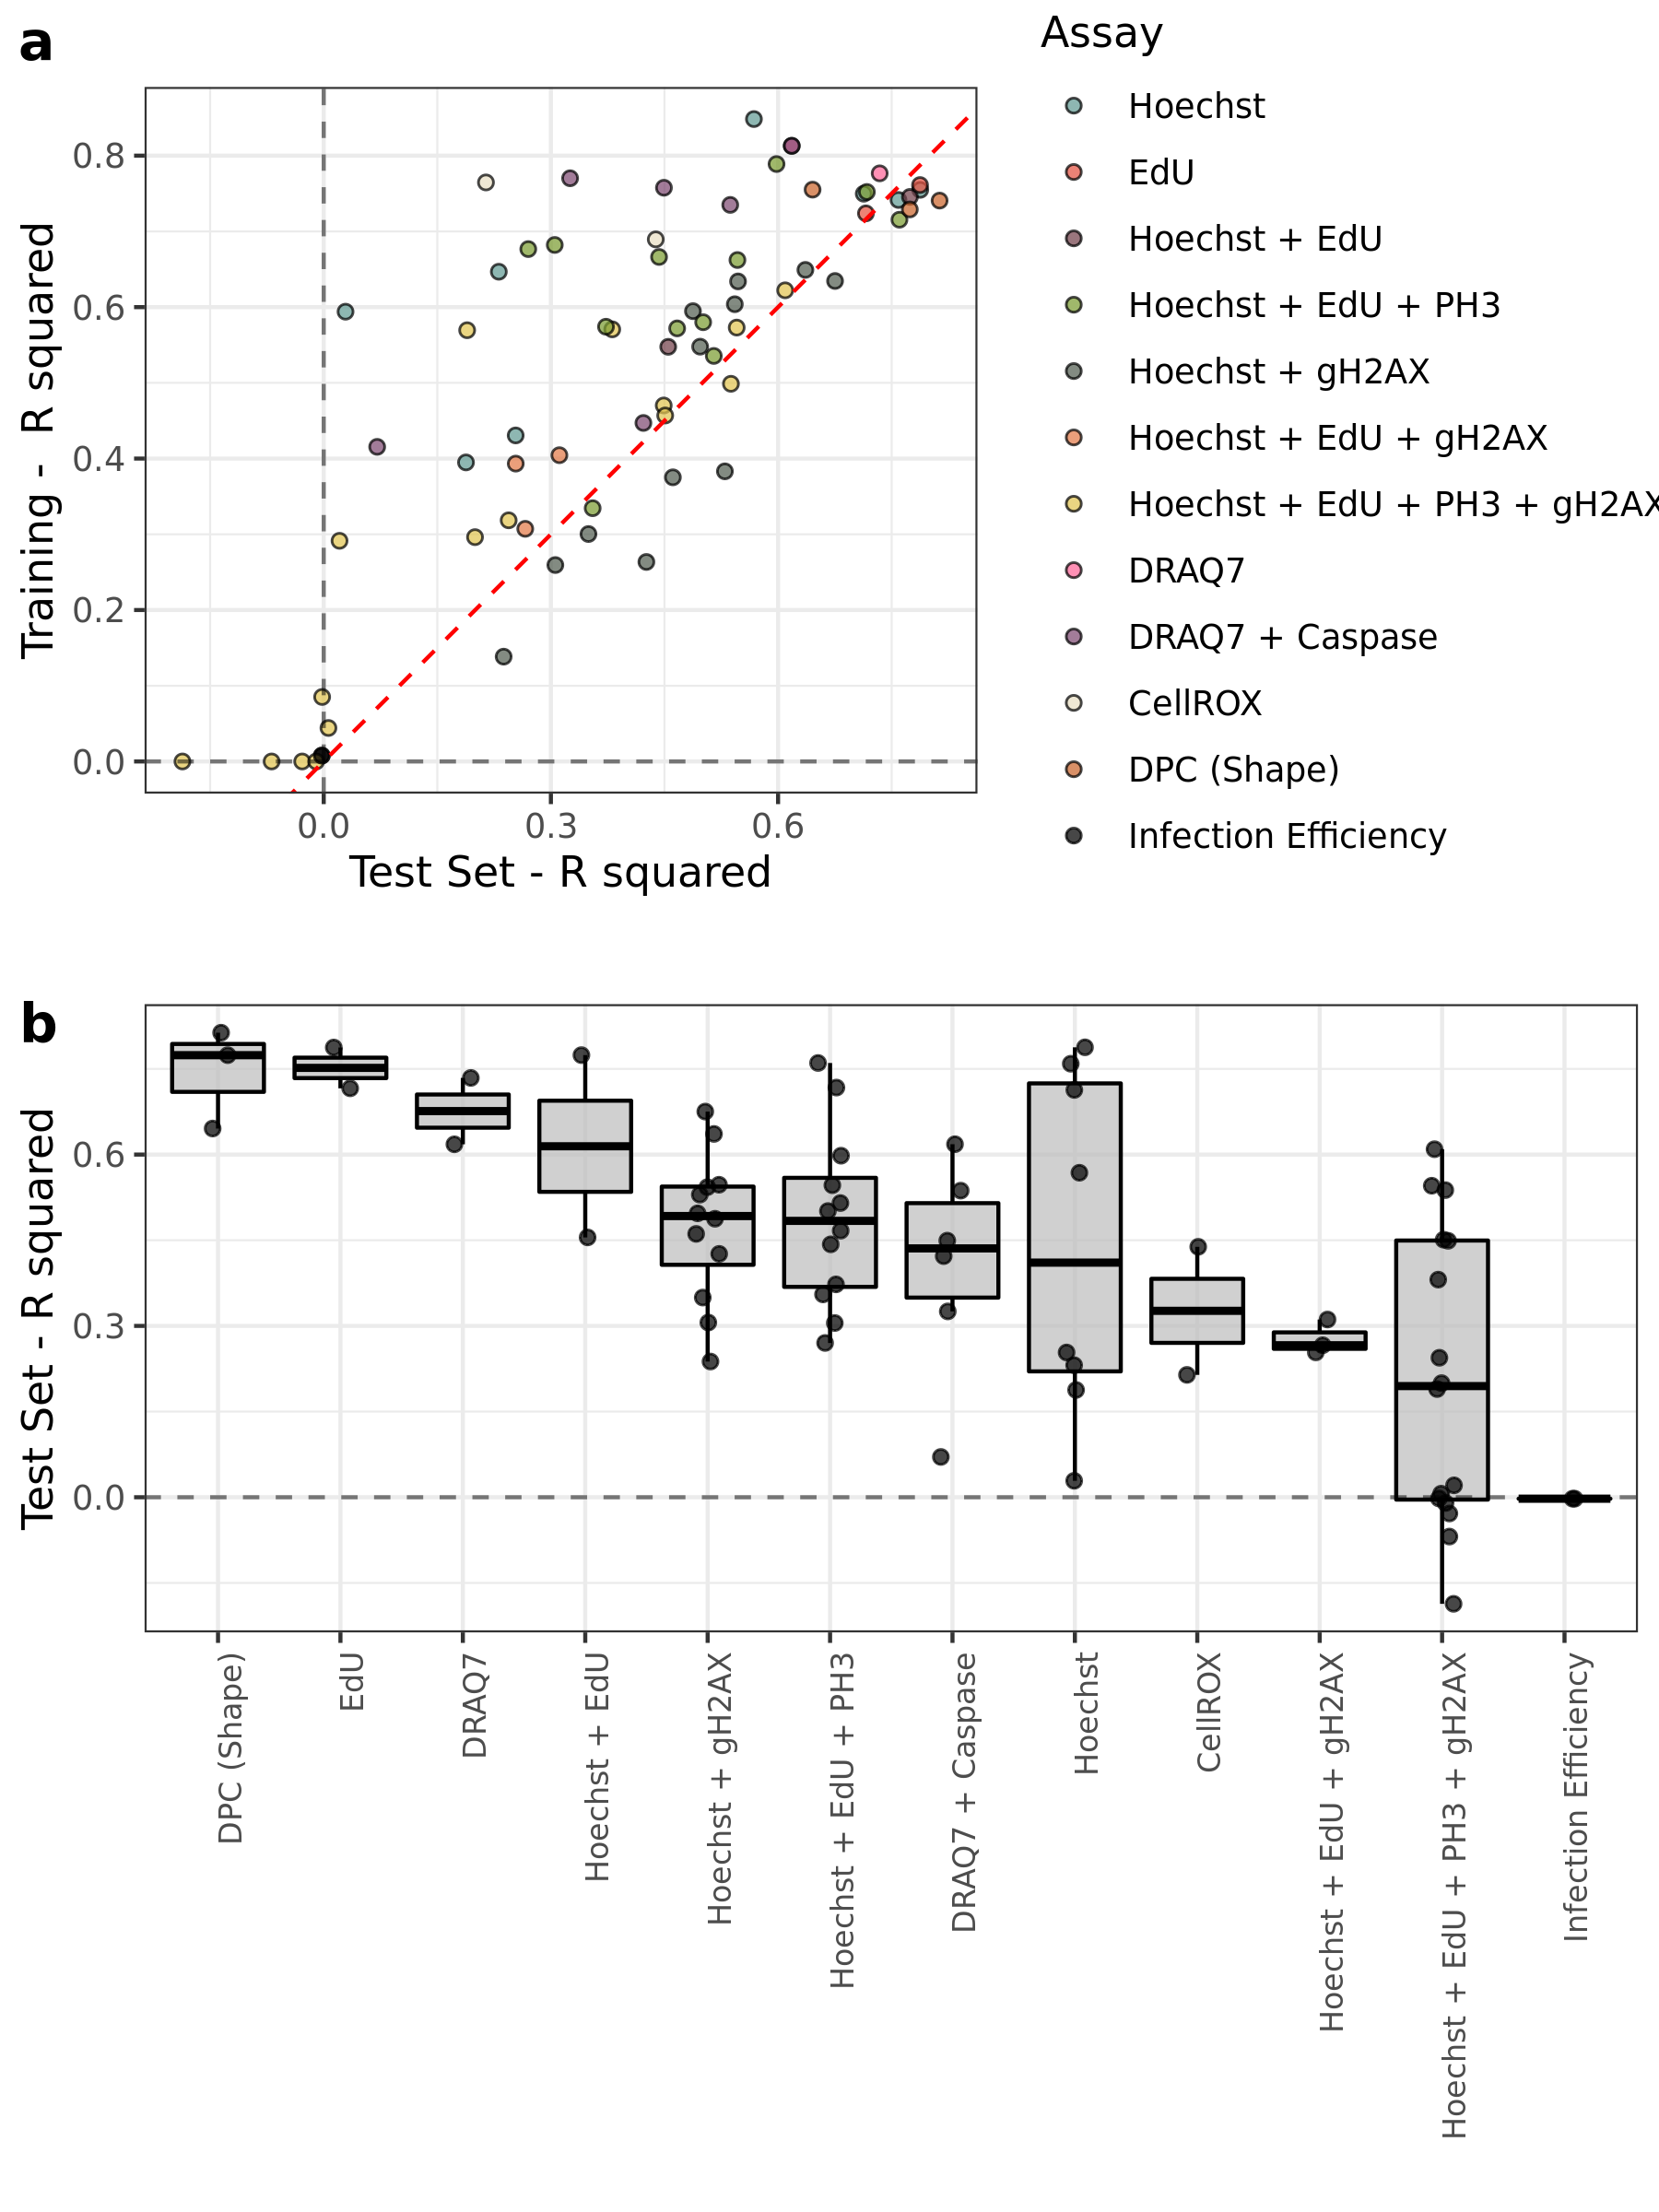 a
Assay
Hoechst
EdU
Hoechst + EdU
Hoechst + EdU + PH3
Hoechst + gH2AX
Hoechst + EdU + gH2AX
Hoechst + EdU + PH3 + gH2AX
DRAQ7
DRAQ7 + Caspase
CellROX
DPC (Shape)
Infection Efficiency
Training - R squared
0.8
0.6
0.4
0.2
0.0
0.0 0.3 0.6
Test Set - R squared
b
Test Set - R squared
0.6
0.3
0.0
DPC (Shape)
EdU
DRAQ7
Hoechst + EdU
Hoechst + gH2AX
Hoechst + EdU + PH3
DRAQ7 + Caspase
Hoechst
CellROX
Hoechst + EdU + gH2AX
Hoechst + EdU + PH3 + gH2AX
Infection Efficiency